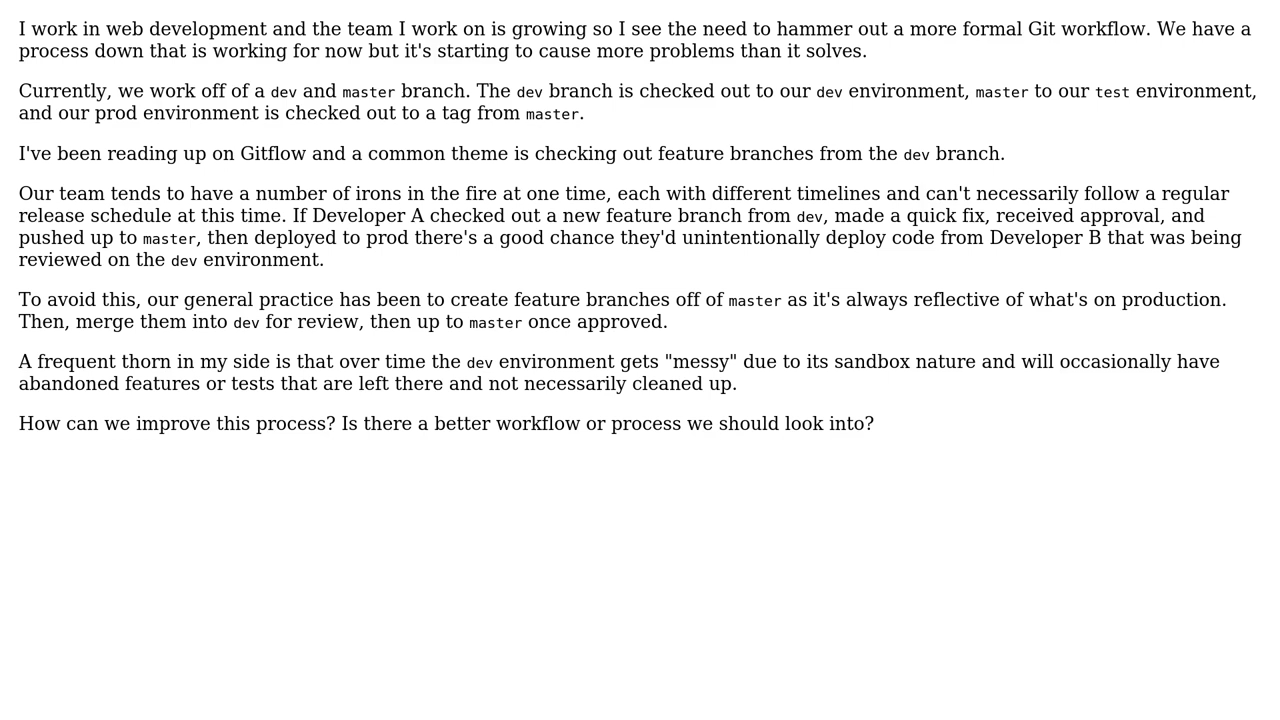 I work in web development and the team I work on is growing so I see the need to hammer out a more formal Git workflow. We have a
process down that is working for now but it's starting to cause more problems than it solves.
Currently, we work off of a dev and master branch. The dev branch is checked out to our dev environment, master to our test environment,
and our prod environment is checked out to a tag from master.
I've been reading up on Gitflow and a common theme is checking out feature branches from the dev branch.
Our team tends to have a number of irons in the fire at one time, each with different timelines and can't necessarily follow a regular
release schedule at this time. If Developer A checked out a new feature branch from dev, made a quick fix, received approval, and
pushed up to master, then deployed to prod there's a good chance they'd unintentionally deploy code from Developer B that was being
reviewed on the dev environment.
To avoid this, our general practice has been to create feature branches off of master as it's always reflective of what's on production.
Then, merge them into dev for review, then up to master once approved.
A frequent thorn in my side is that over time the dev environment gets "messy" due to its sandbox nature and will occasionally have
abandoned features or tests that are left there and not necessarily cleaned up.
How can we improve this process? Is there a better workflow or process we should look into?